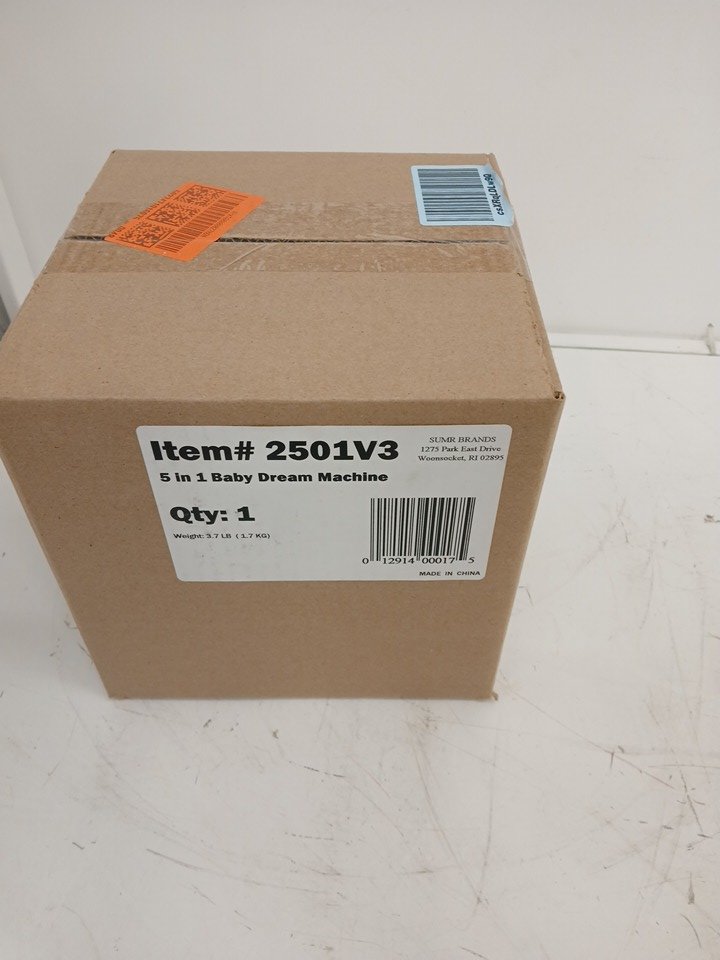 csXRqLDLw9Q
Item# 2501V3
SUMR BRANDS
1275 Park East Drive
Woonsocket, RI 02895
5 in 1 Baby Dream Machine
Qty: 1
Weight: 3.7 LB ( 1.7 KG)
0 12914 00017 5
MADE IN CHINA